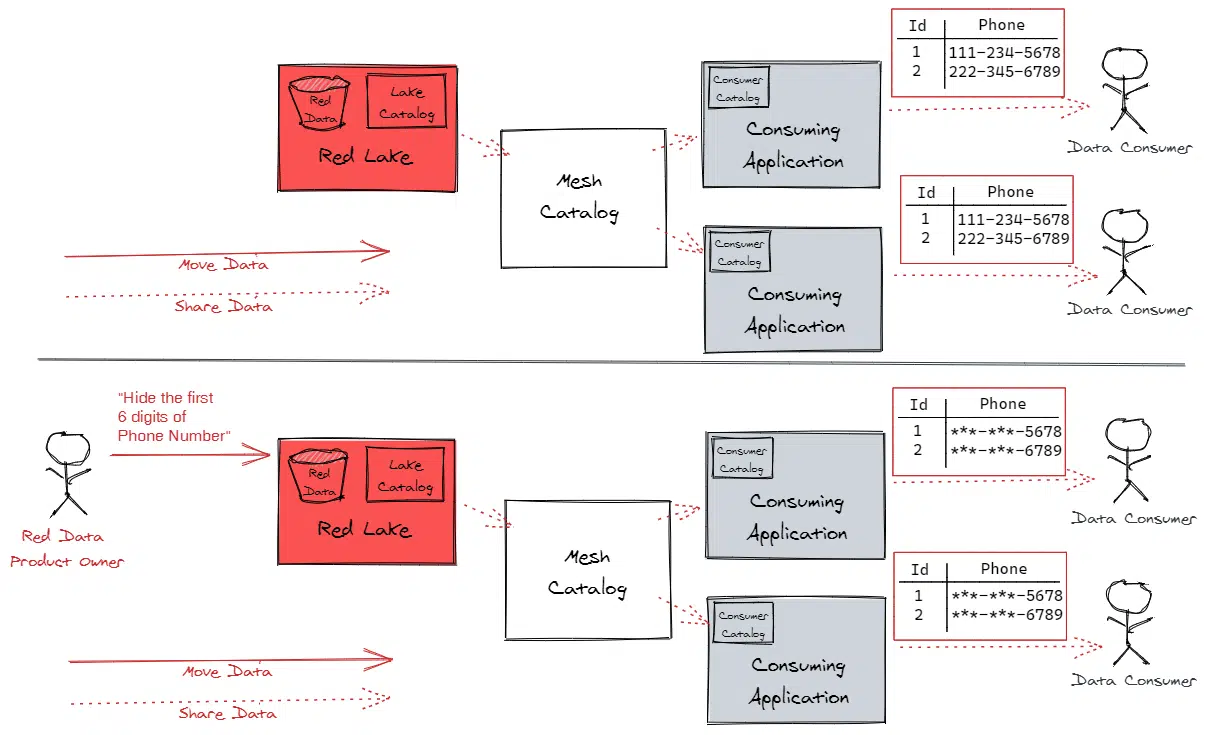 Id Phone
1 111-234-5678
2 222-345-6789
Red
Data
Lake
Catalog
Red Lake
Mesh
Catalog
Consumer
Catalog
Consuming
Application
Data Consumer
Id Phone
1 111-234-5678
2 222-345-6789
Consumer
Catalog
Consuming
Application
Data Consumer
Move Data
Share Data
"Hide the first
6 digits of
Phone Number"
Red Data
Product Owner
Red
Data
Lake
Catalog
Red Lake
Mesh
Catalog
Consumer
Catalog
Consuming
Application
Id Phone
1 ***-***-5678
2 ***-***-6789
Data Consumer
Consumer
Catalog
Consuming
Application
Id Phone
1 ***-***-5678
2 ***-***-6789
Data Consumer
Move Data
Share Data